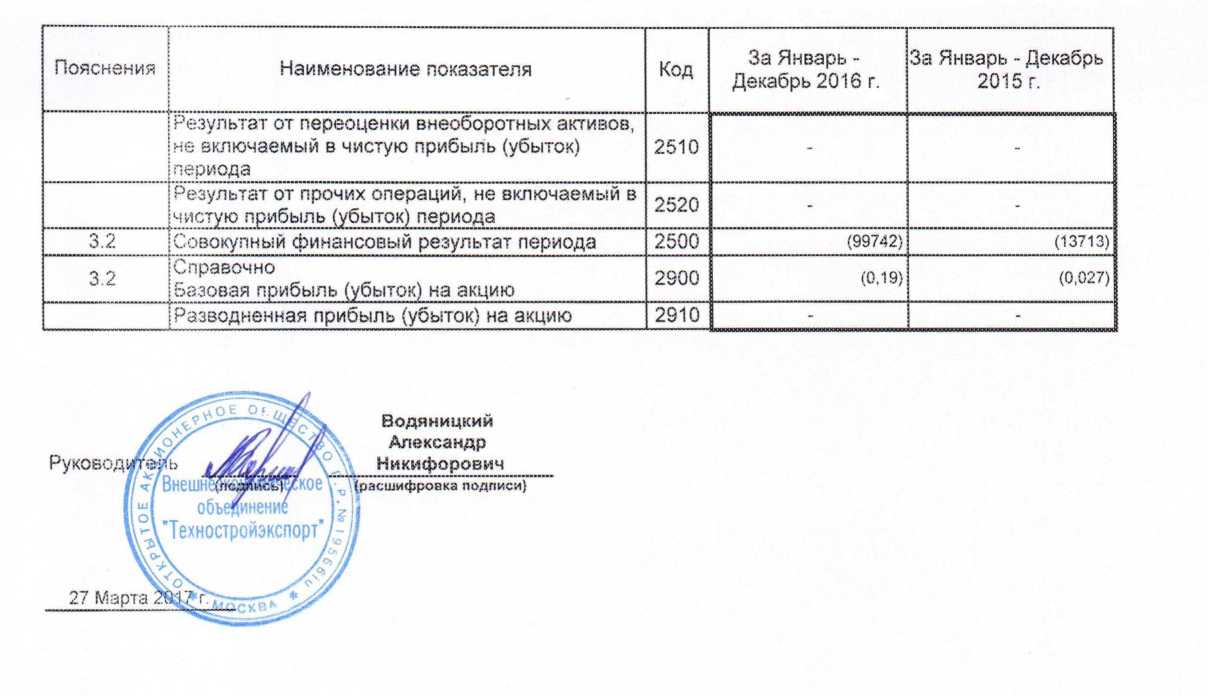 Пояснения
Наименование показателя
Код
За Январь -
Декабрь 2016 г.
За Январь - Декабрь
2015 г.
Результат от переоценки внеоборотных активов,
не включаемый в чистую прибыль (убыток)
периода
2510
-
-
Результат от прочих операций, не включаемый в
чистую прибыль (убыток) периода
2520
-
-
3.2
Совокупный финансовый результат периода
2500
(99742)
(13713)
3.2
Справочно
Базовая прибыль (убыток) на акцию
2900
(0,19)
(0,027)
Разводненная прибыль (убыток) на акцию
2910
-
-
Руководитель
(подпись)
Водяницкий
Александр
Никифорович
(расшифровка подписи)
ОТКРЫТОЕ АКЦИОНЕРНОЕ ОБЩЕСТВО
МОСКВА
Внешнеэкономическое
объединение
"Техностройэкспорт"
27 Марта 2017 г.